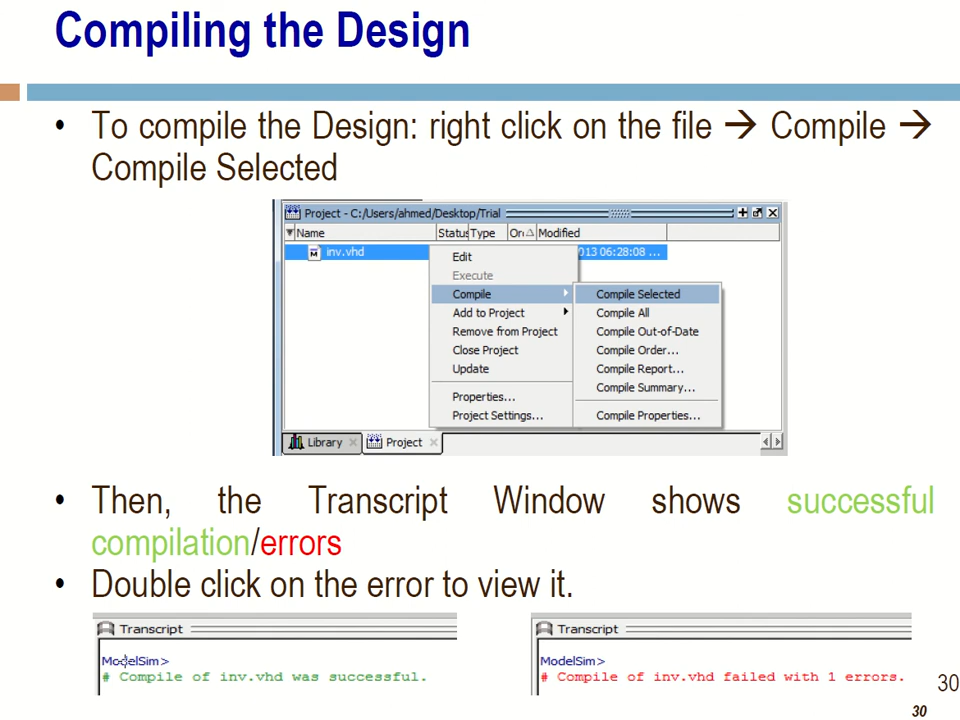 Compiling the Design
• To compile the Design: right click on the file → Compile →
Compile Selected
Project - C:/Users/ahmed/Desktop/Trial
Name Status Type Or Modified
inv.vhd 013 06:28:08 ...
Edit
Execute
Compile
Add to Project
Remove from Project
Close Project
Update
Properties...
Project Settings...
Compile Selected
Compile All
Compile Out-of-Date
Compile Order...
Compile Report...
Compile Summary...
Compile Properties...
Library Project
• Then, the Transcript Window shows successful
compilation/errors
• Double click on the error to view it.
Transcript
ModelSim>
# Compile of inv.vhd was successful.
Transcript
ModelSim>
# Compile of inv.vhd failed with 1 errors.
30
30